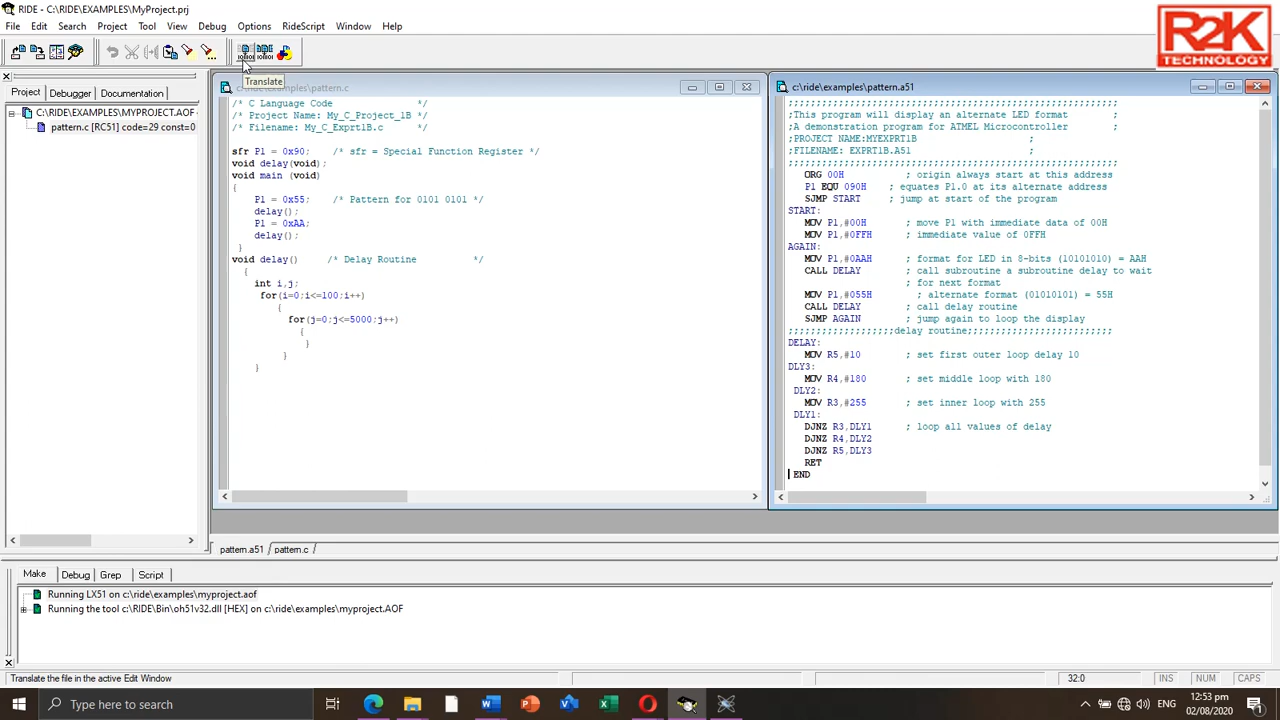 RIDE - C:\RIDE\EXAMPLES\MyProject.prj
File Edit Search Project Tool View Debug Options RideScript Window Help
R2K
TECHNOLOGY
Translate
Project Debugger Documentation
C:\RIDE\EXAMPLES\MYPROJECT.AOF
pattern.c [RC51] code=29 const=0
c:\ride\examples\pattern.c
/* C Language Code */
/* Project Name: My_C_Project_1B */
/* Filename: My_C_Exprt1B.c */
sfr P1 = 0x90; /* sfr = Special Function Register */
void delay(void);
void main (void)
{
P1 = 0x55; /* Pattern for 0101 0101 */
delay();
P1 = 0xAA;
delay();
}
void delay() /* Delay Routine */
{
int i,j;
for(i=0;i<=100;i++)
{
for(j=0;j<=5000;j++)
{
}
}
}
c:\ride\examples\pattern.a51
;;;;;;;;;;;;;;;;;;;;;;;;;;;;;;;;;;;;;;;;;;;;;;;;;;;;;;;;;;;;;;;;;;;;;;;
;This program will display an alternate LED format ;
;A demonstration program for ATMEL Microcontroller ;
;PROJECT NAME:MYEXPRT1B ;
;FILENAME: EXPRT1B.A51 ;
;;;;;;;;;;;;;;;;;;;;;;;;;;;;;;;;;;;;;;;;;;;;;;;;;;;;;;;;;;;;;;;;;;;;;;;
ORG 00H ; origin always start at this address
P1 EQU 090H ; equates P1.0 at its alternate address
SJMP START ; jump at start of the program
START:
MOV P1,#00H ; move P1 with immediate data of 00H
MOV P1,#0FFH ; immediate value of 0FFH
AGAIN:
MOV P1,#0AAH ; format for LED in 8-bits (10101010) = AAH
CALL DELAY ; call subroutine a subroutine delay to wait
; for next format
MOV P1,#055H ; alternate format (01010101) = 55H
CALL DELAY ; call delay routine
SJMP AGAIN ; jump again to loop the display
;;;;;;;;;;;;;;;;;;;;;;;delay routine;;;;;;;;;;;;;;;;;;;;;;;;;;;;;;
DELAY:
MOV R5,#10 ; set first outer loop delay 10
DLY3:
MOV R4,#180 ; set middle loop with 180
DLY2:
MOV R3,#255 ; set inner loop with 255
DLY1:
DJNZ R3,DLY1 ; loop all values of delay
DJNZ R4,DLY2
DJNZ R5,DLY3
RET
END
pattern.a51 pattern.c
Make Debug Grep Script
Running LX51 on c:\ride\examples\myproject.aof
Running the tool c:\RIDE\Bin\oh51v32.dll [HEX] on c:\ride\examples\myproject.AOF
Translate the file in the active Edit Window
32:0 INS NUM CAPS
Type here to search
ENG
12:53 pm
02/08/2020